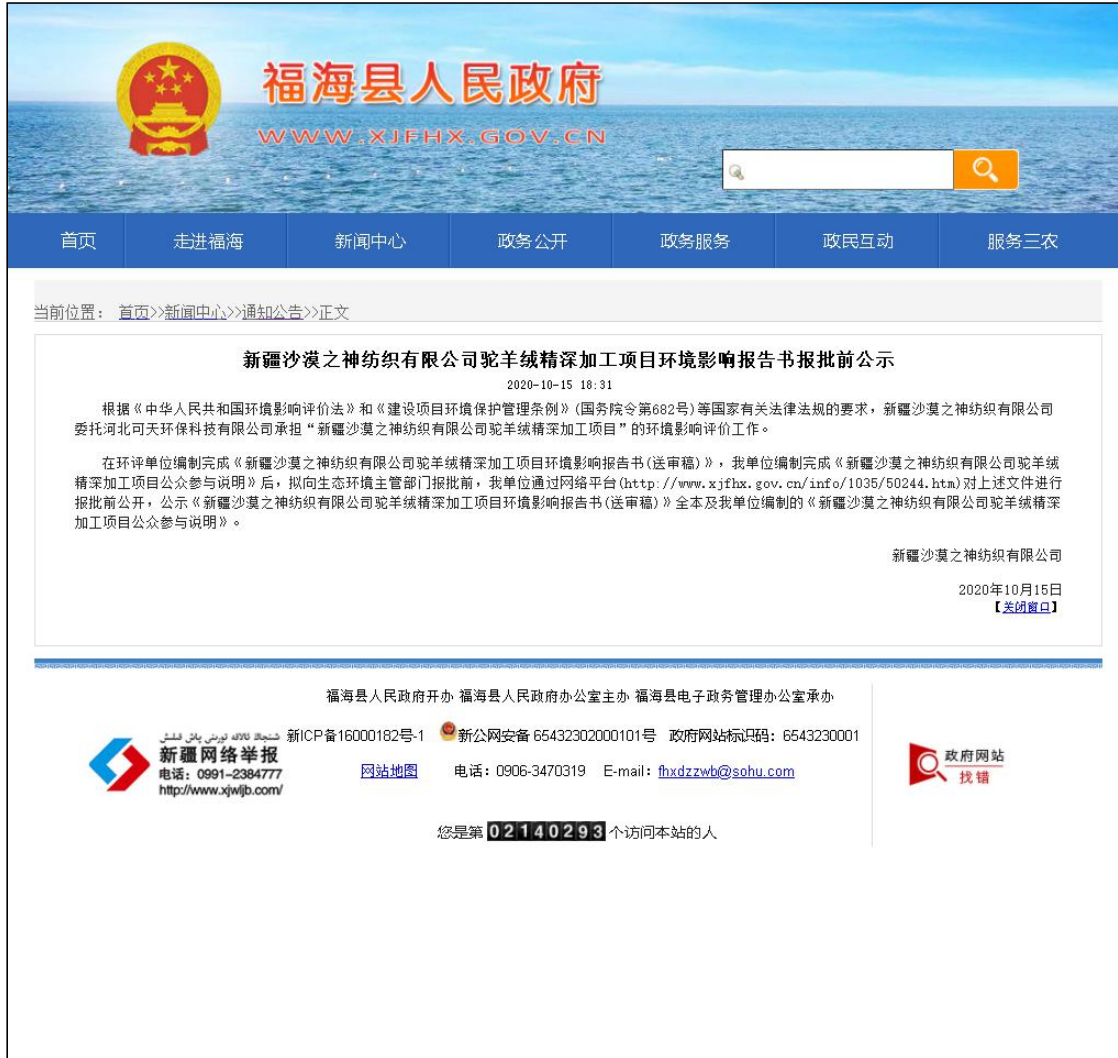 福海县人民政府
WWW.XJFHX.GOV.CN
首页 走进福海 新闻中心 政务公开 政务服务 政民互动 服务三农
当前位置： 首页>>新闻中心>>通知公告>>正文
新疆沙漠之神纺织有限公司驼羊绒精深加工项目环境影响报告书报批前公示
2020-10-15 18:31
根据《中华人民共和国环境影响评价法》和《建设项目环境保护管理条例》(国务院令第682号)等国家有关法律法规的要求，新疆沙漠之神纺织有限公司
委托河北可天环保科技有限公司承担“新疆沙漠之神纺织有限公司驼羊绒精深加工项目”的环境影响评价工作。
在环评单位编制完成《新疆沙漠之神纺织有限公司驼羊绒精深加工项目环境影响报告书(送审稿)》，我单位编制完成《新疆沙漠之神纺织有限公司驼羊绒
精深加工项目公众参与说明》后，拟向生态环境主管部门报批前，我单位通过网络平台(http://www.xjfhx.gov.cn/info/1035/50244.htm)对上述文件进行
报批前公开，公示《新疆沙漠之神纺织有限公司驼羊绒精深加工项目环境影响报告书(送审稿)》全本及我单位编制的《新疆沙漠之神纺织有限公司驼羊绒精深
加工项目公众参与说明》。
新疆沙漠之神纺织有限公司
2020年10月15日
【关闭窗口】
福海县人民政府开办 福海县人民政府办公室主办 福海县电子政务管理办公室承办
新疆网络举报
电话：0991-2384777
http://www.xjwljb.com/
新ICP备16000182号-1 新公网安备 65432302000101号 政府网站标识码：6543230001
网站地图 电话：0906-3470319 E-mail：fhxdzzwb@sohu.com
政府网站
找错
您是第 02140293 个访问本站的人